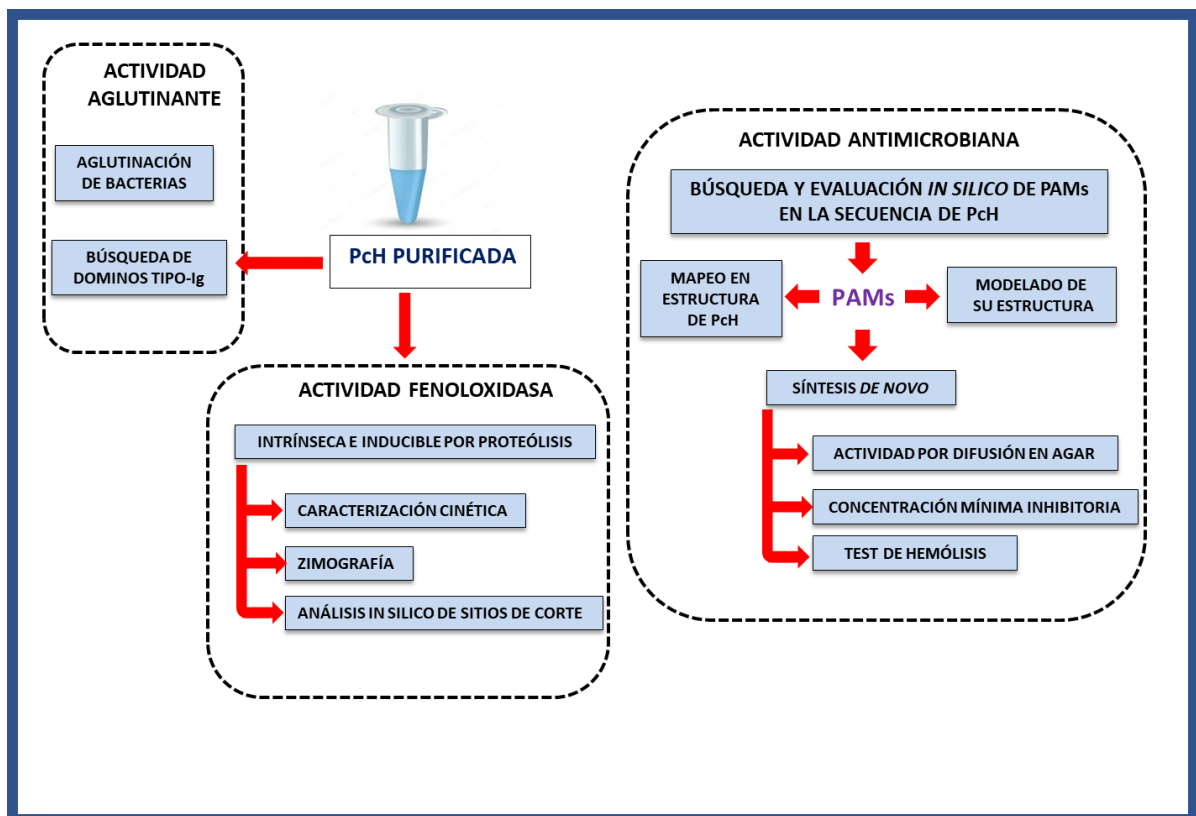 ACTIVIDAD
AGLUTINANTE
AGLUTINACIÓN
DE BACTERIAS
BÚSQUEDA DE
DOMINOS TIPO-Ig
PcH PURIFICADA
ACTIVIDAD FENOLOXIDASA
INTRÍNSECA E INDUCIBLE POR PROTEÓLISIS
CARACTERIZACIÓN CINÉTICA
ZIMOGRAFÍA
ANÁLISIS IN SILICO DE SITIOS DE CORTE
ACTIVIDAD ANTIMICROBIANA
BÚSQUEDA Y EVALUACIÓN IN SILICO DE PAMs
EN LA SECUENCIA DE PcH
MAPEO EN
ESTRUCTURA
DE PcH
PAMs
MODELADO DE
SU ESTRUCTURA
SÍNTESIS DE NOVO
ACTIVIDAD POR DIFUSIÓN EN AGAR
CONCENTRACIÓN MÍNIMA INHIBITORIA
TEST DE HEMÓLISIS